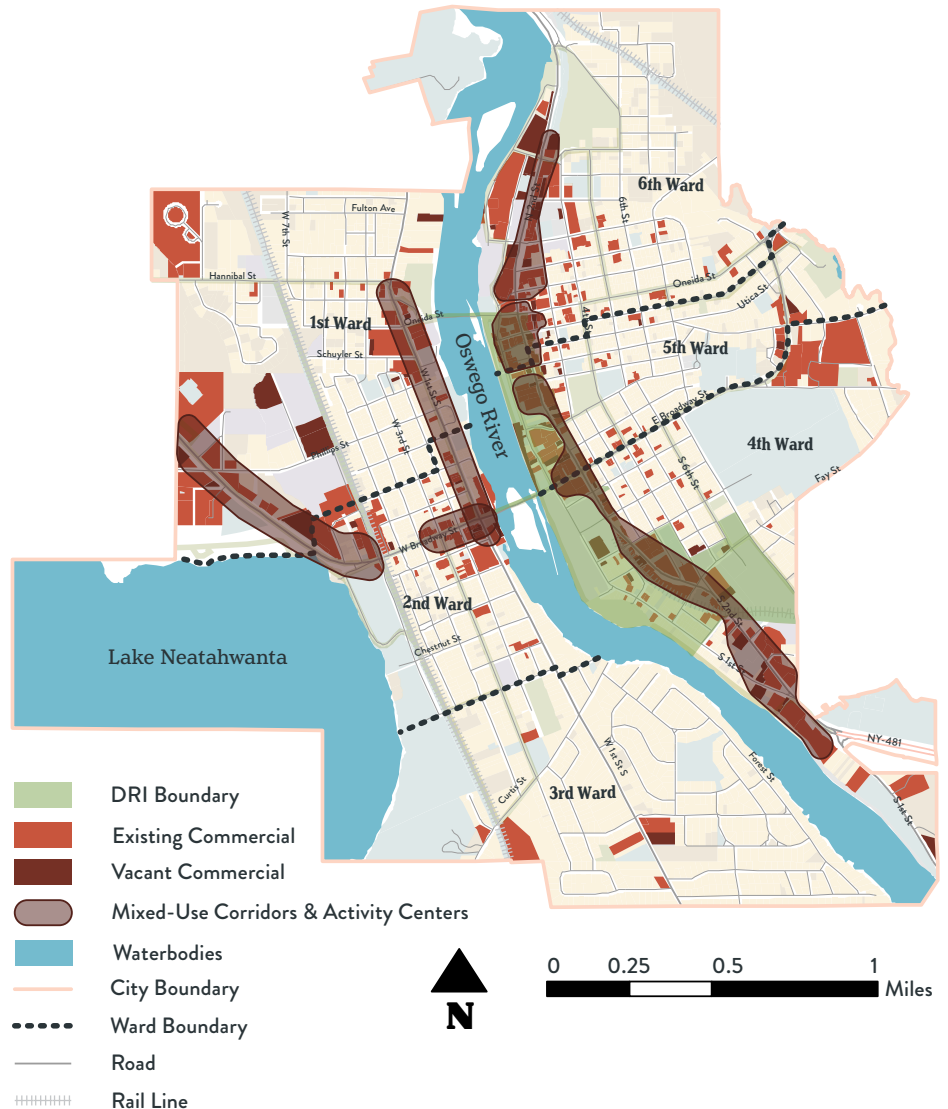 6th Ward
Fulton Ave
W 7th St
6th St
Hannibal St
Oneida St
Utica St
4th St
Oneida St
1st Ward
5th Ward
Schuyler St
Oswego River
W 1st St S
E Broadway St
W 3rd St
4th Ward
Phillips St
S 6th St
Fay St
W Broadway St
2nd Ward
S 2nd St
Chestnut St
Lake Neatahwanta
S 1st St
NY-481
W 1st St S
Forest St
Curtis St
3rd Ward
S 1st St
DRI Boundary
Existing Commercial
Vacant Commercial
Mixed-Use Corridors & Activity Centers
Waterbodies
City Boundary
Ward Boundary
Road
Rail Line
N
0 0.25 0.5 1
Miles